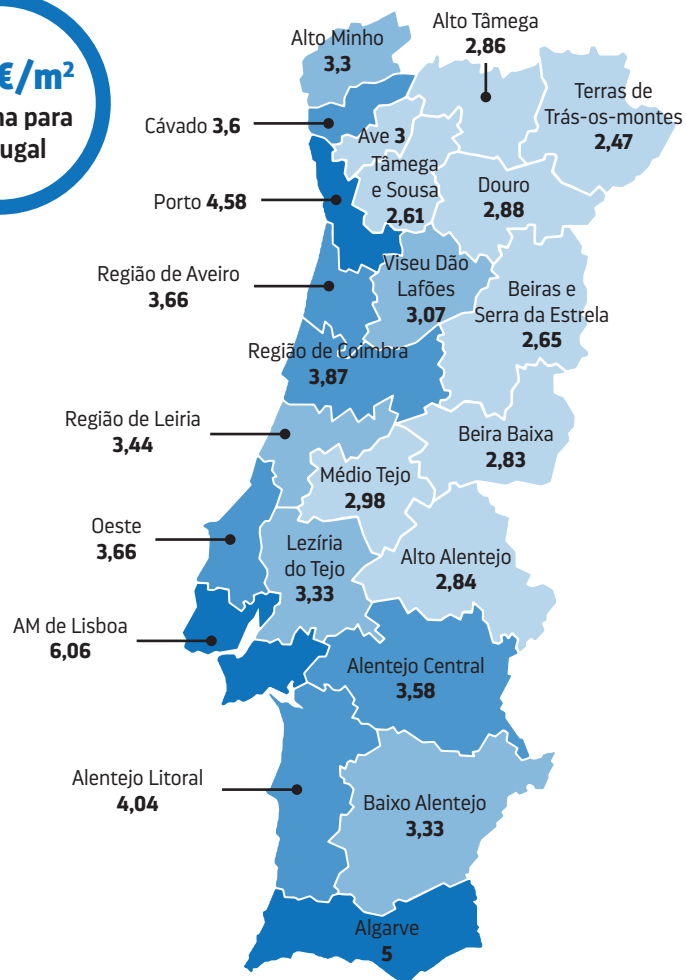 €/m²
para
Alto Minho
3,3
Alto Tâmega
2,86
Terras de
Trás-os-montes
2,47
Cávado 3,6
Ave 3
Tâmega
e Sousa
2,61
Douro
2,88
Porto 4,58
Região de Aveiro
3,66
Viseu Dão
Lafões
3,07
Beiras e
Serra da Estrela
2,65
Região de Coimbra
3,87
Região de Leiria
3,44
Beira Baixa
2,83
Médio Tejo
2,98
Oeste
3,66
Lezíria
do Tejo
3,33
Alto Alentejo
2,84
AM de Lisboa
6,06
Alentejo Central
3,58
Alentejo Litoral
4,04
Baixo Alentejo
3,33
Algarve
5